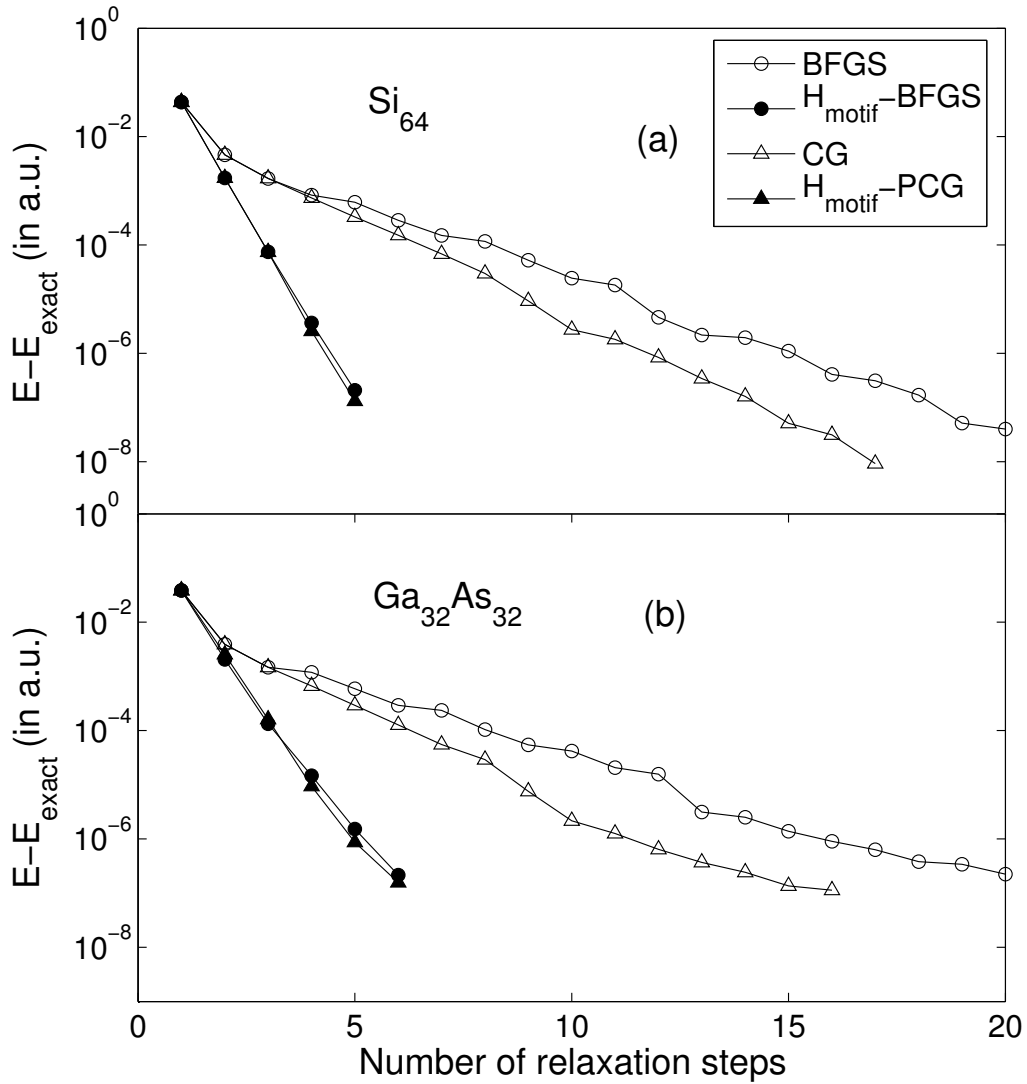 10^0
10^−2
10^−4
10^−6
10^−8
E−E_exact (in a.u.)
Si_64
(a)
BFGS
H_motif−BFGS
CG
H_motif−PCG
10^0
10^−2
10^−4
10^−6
10^−8
E−E_exact (in a.u.)
Ga_32As_32
(b)
0
5
10
15
20
Number of relaxation steps